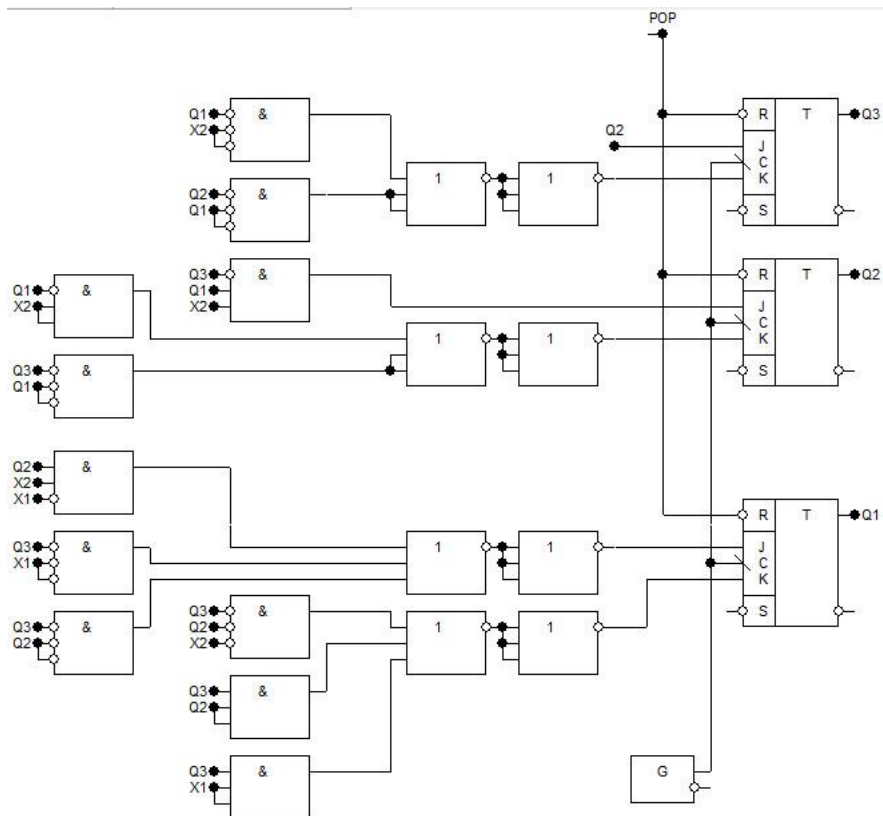 POP
Q1 & R T Q3
X2 Q2
J
C
1 1 K
Q2 &
Q1 S
Q3 & R T Q2
Q1 & Q1
X2 X2 J
C
1 1 K
Q3 &
Q1 S
Q2 &
X2
X1
R T Q1
Q3 & 1 1 J
X1 C
K
Q3 & Q3 & S
Q2 Q2 1 1
X2
Q3 &
Q2
Q3 & G
X1